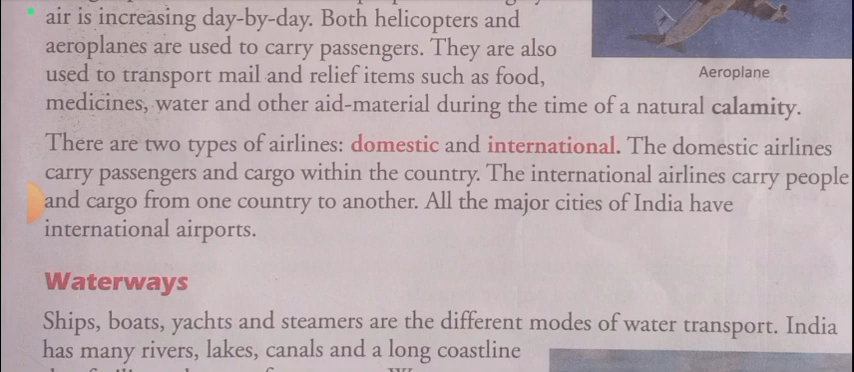 air is increasing day-by-day. Both helicopters and
aeroplanes are used to carry passengers. They are also
used to transport mail and relief items such as food,
Aeroplane
medicines, water and other aid-material during the time of a natural calamity.
There are two types of airlines: domestic and international. The domestic airlines
carry passengers and cargo within the country. The international airlines carry people
and cargo from one country to another. All the major cities of India have
international airports.
Waterways
Ships, boats, yachts and steamers are the different modes of water transport. India
has many rivers, lakes, canals and a long coastline